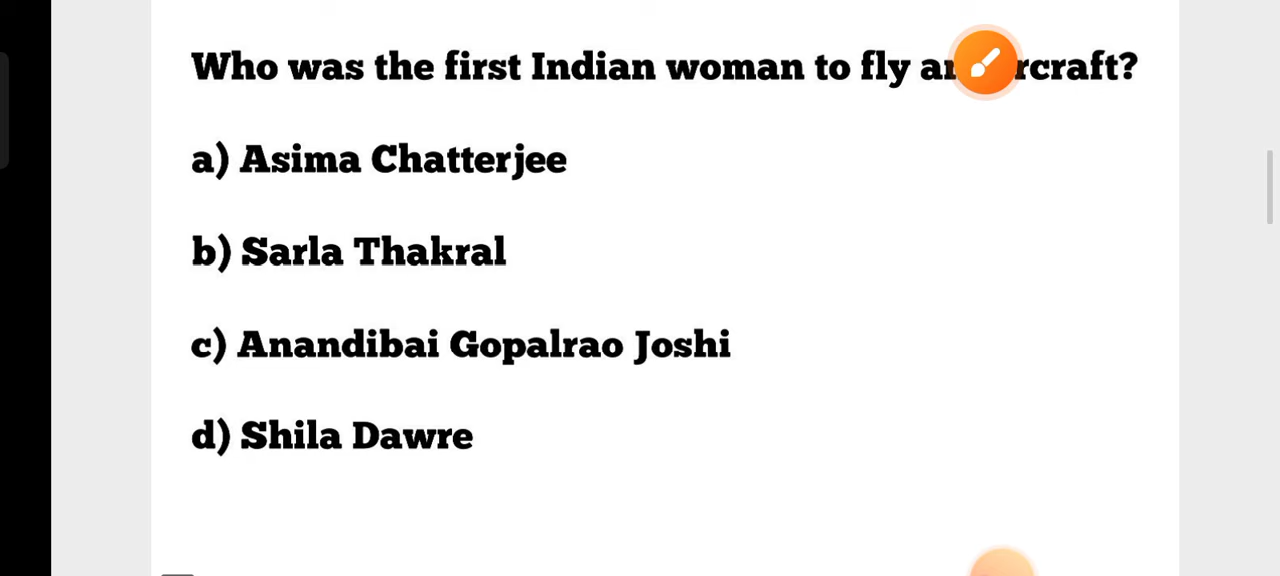 Who was the first Indian woman to fly
a) Asima Chatterjee
b) Sarla Thakral
c) Anandibai Gopalrao Joshi
d) Shila Dawre